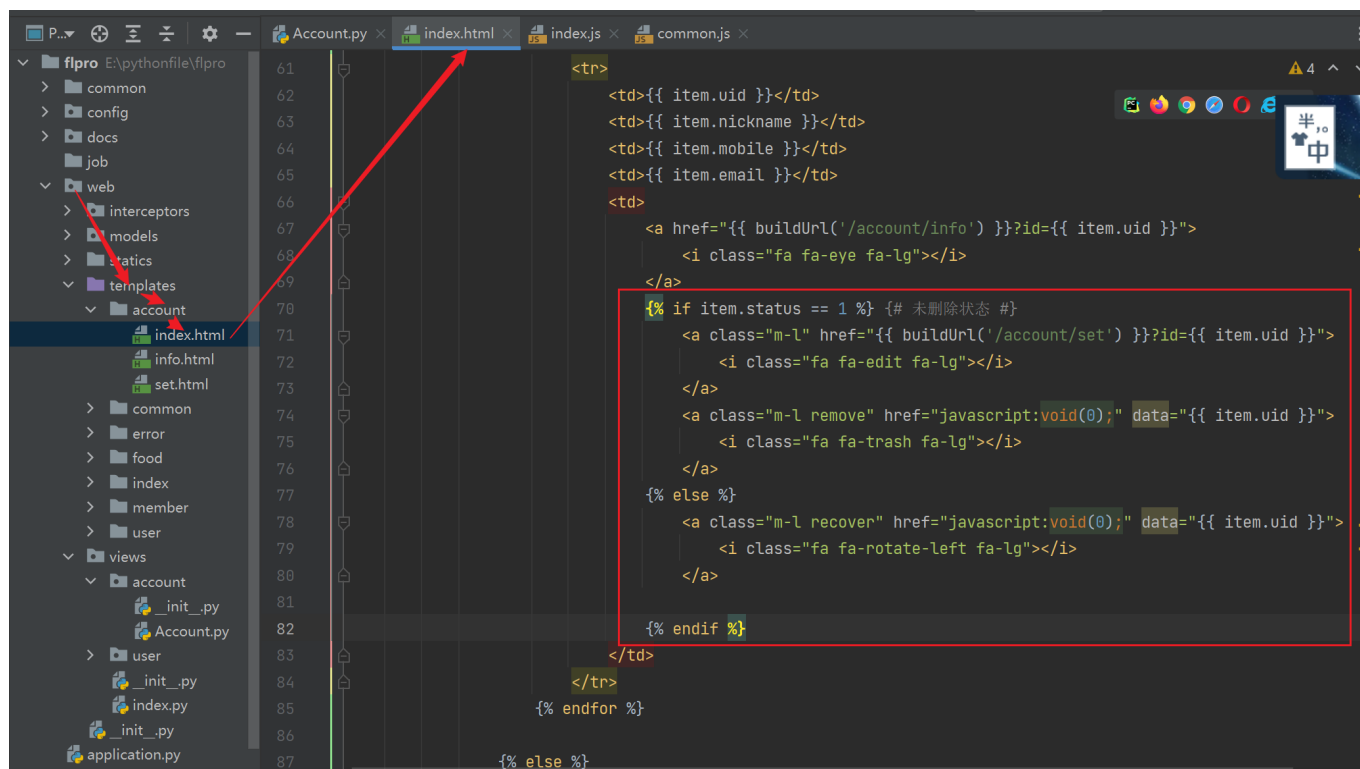 P...
Account.py
index.html
index.js
common.js
flpro E:\pythonfile\flpro
common
config
docs
job
web
interceptors
models
statics
templates
account
index.html
info.html
set.html
common
error
food
index
member
user
views
account
__init__.py
Account.py
user
__init__.py
index.py
__init__.py
application.py
4
半
中
61 <tr>
62 <td>{{ item.uid }}</td>
63 <td>{{ item.nickname }}</td>
64 <td>{{ item.mobile }}</td>
65 <td>{{ item.email }}</td>
66 <td>
67 <a href="{{ buildUrl('/account/info') }}?id={{ item.uid }}">
68 <i class="fa fa-eye fa-lg"></i>
69 </a>
70 {% if item.status == 1 %} {# 未删除状态 #}
71 <a class="m-l" href="{{ buildUrl('/account/set') }}?id={{ item.uid }}">
72 <i class="fa fa-edit fa-lg"></i>
73 </a>
74 <a class="m-l remove" href="javascript:void(0);" data="{{ item.uid }}">
75 <i class="fa fa-trash fa-lg"></i>
76 </a>
77 {% else %}
78 <a class="m-l recover" href="javascript:void(0);" data="{{ item.uid }}">
79 <i class="fa fa-rotate-left fa-lg"></i>
80 </a>
81
82 {% endif %}
83 </td>
84 </tr>
85 {% endfor %}
86
87 {% else %}